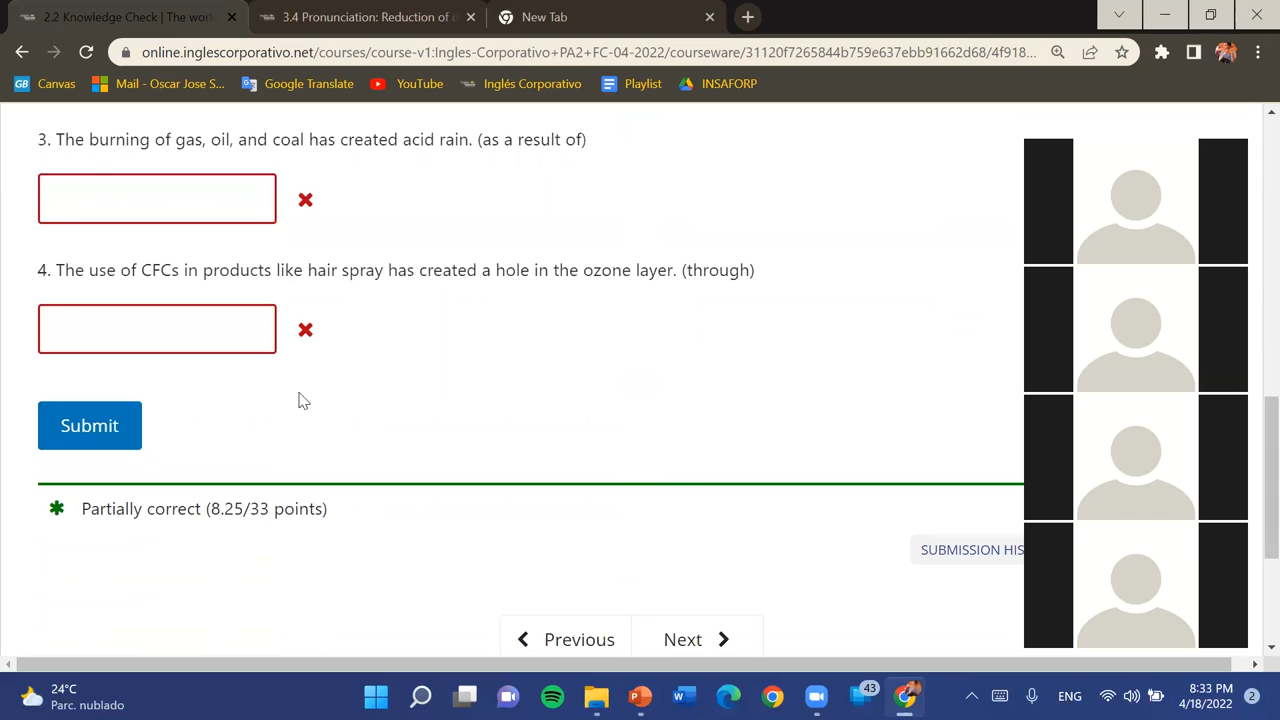 2.2 Knowledge Check | The worl
3.4 Pronunciation: Reduction of
New Tab
online.inglescorporativo.net/courses/course-v1:Ingles-Corporativo+PA2+FC-04-2022/courseware/31120f7265844b759e637ebb91662d68/4f918...
Canvas
Mail - Oscar Jose S...
Google Translate
YouTube
Inglés Corporativo
Playlist
INSAFORP
3. The burning of gas, oil, and coal has created acid rain. (as a result of)
4. The use of CFCs in products like hair spray has created a hole in the ozone layer. (through)
Submit
Partially correct (8.25/33 points)
SUBMISSION HIS
Previous
Next
24°C
Parc. nublado
43
ENG
8:33 PM
4/18/2022
2